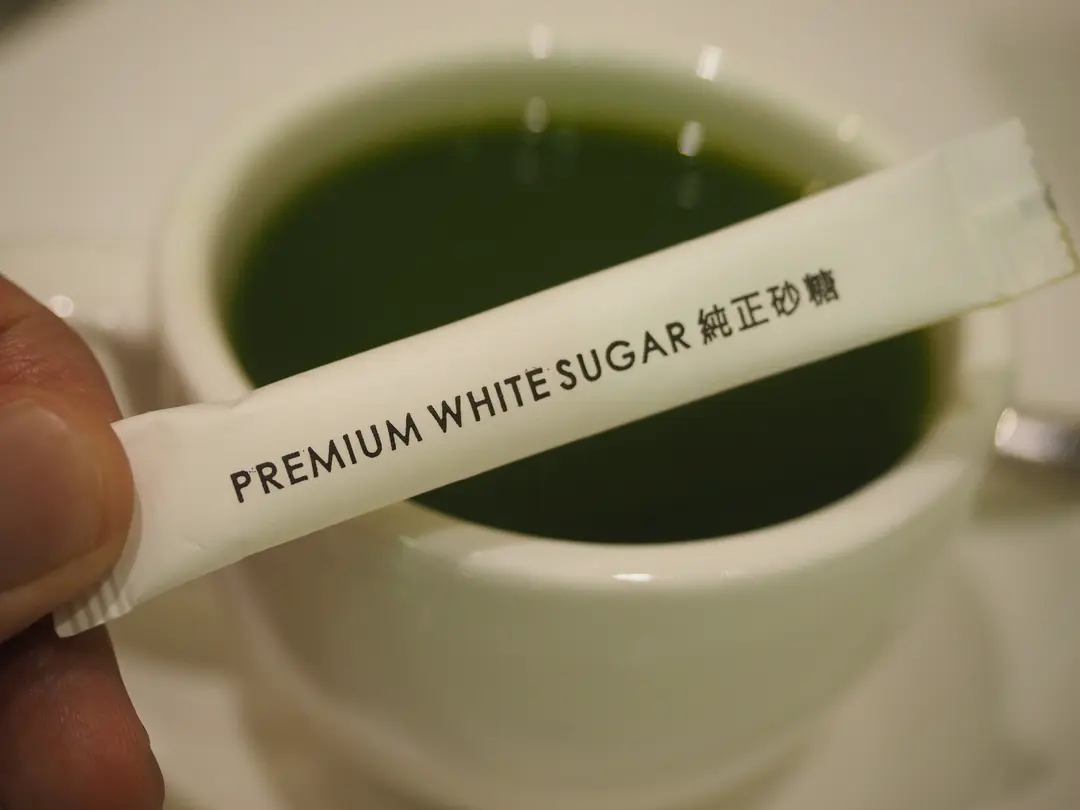 PREMIUM WHITE SUGAR 純正砂糖